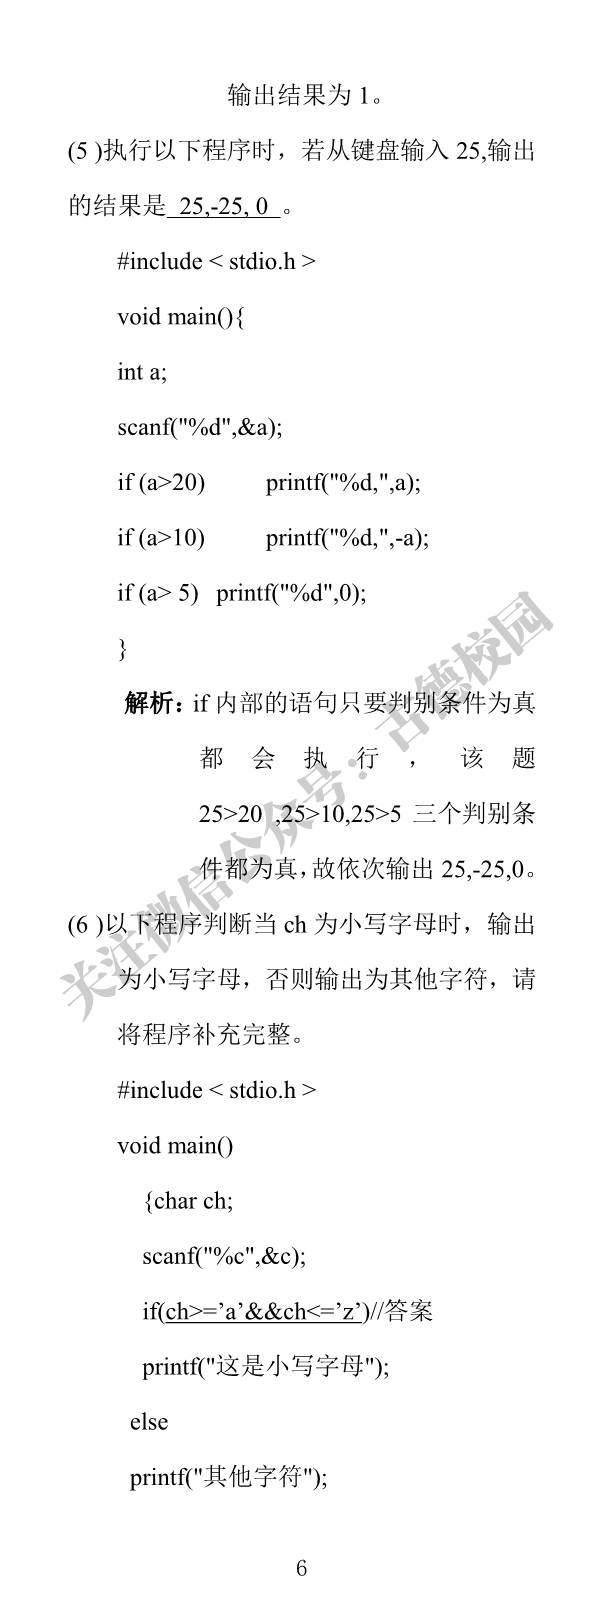 输出结果为 1。
(5 )执行以下程序时，若从键盘输入 25,输出
的结果是 25,-25, 0 。
#include < stdio.h >
void main(){
int a;
scanf("%d",&a);
if (a>20) printf("%d,",a);
if (a>10) printf("%d,",-a);
if (a> 5) printf("%d",0);
}
解析：if 内部的语句只要判别条件为真
都会执行，该题
25>20 ,25>10,25>5 三个判别条
件都为真，故依次输出 25,-25,0。
(6 )以下程序判断当 ch 为小写字母时，输出
为小写字母，否则输出为其他字符，请
将程序补充完整。
#include < stdio.h >
void main()
{char ch;
scanf("%c",&c);
if(ch>=’a’&&ch<=’z’)//答案
printf("这是小写字母");
else
printf("其他字符");
6
关注微信公众号：古德校园